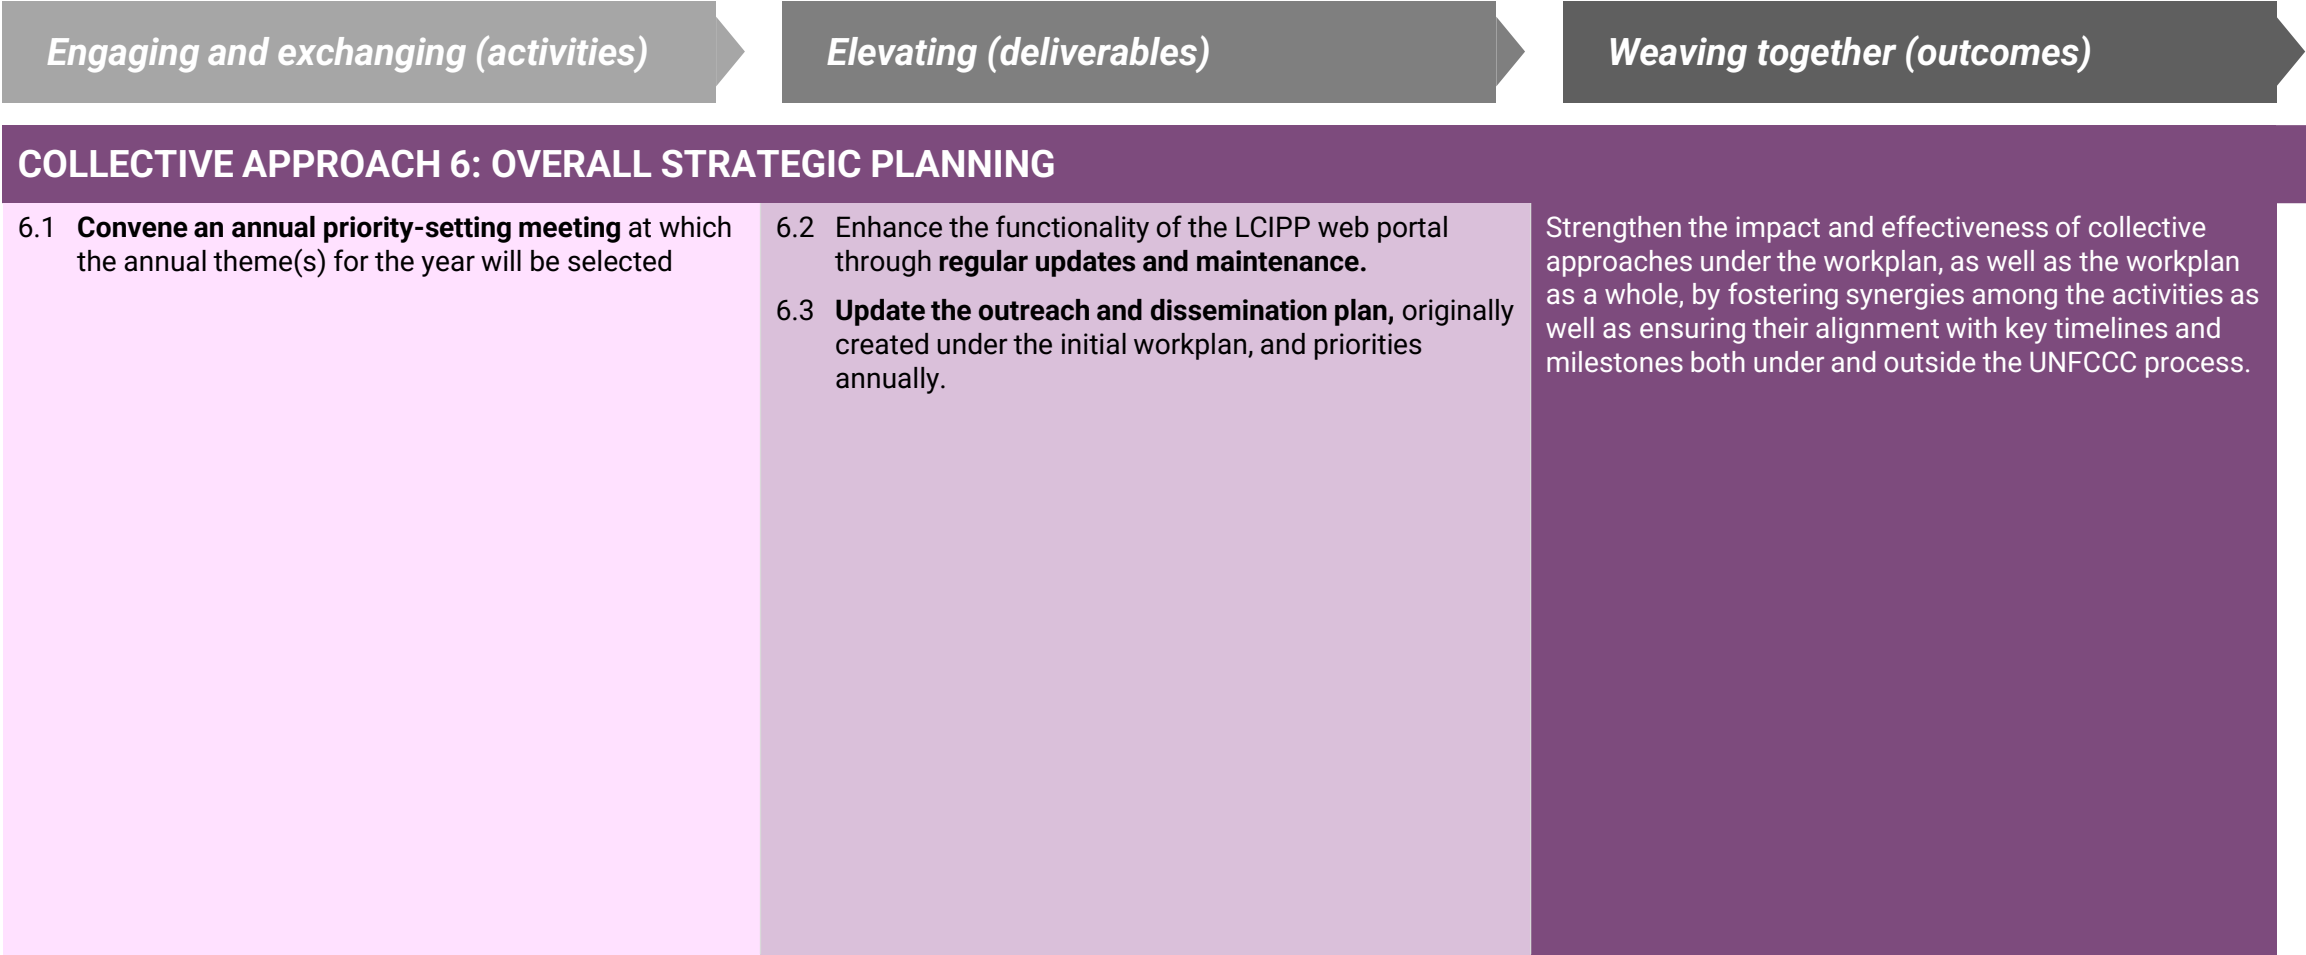 Engaging and exchanging (activities)
Elevating (deliverables)
Weaving together (outcomes)
COLLECTIVE APPROACH 6: OVERALL STRATEGIC PLANNING
6.1 Convene an annual priority-setting meeting at which
the annual theme(s) for the year will be selected
6.2 Enhance the functionality of the LCIPP web portal
through regular updates and maintenance.
6.3 Update the outreach and dissemination plan, originally
created under the initial workplan, and priorities
annually.
Strengthen the impact and effectiveness of collective
approaches under the workplan, as well as the workplan
as a whole, by fostering synergies among the activities as
well as ensuring their alignment with key timelines and
milestones both under and outside the UNFCCC process.